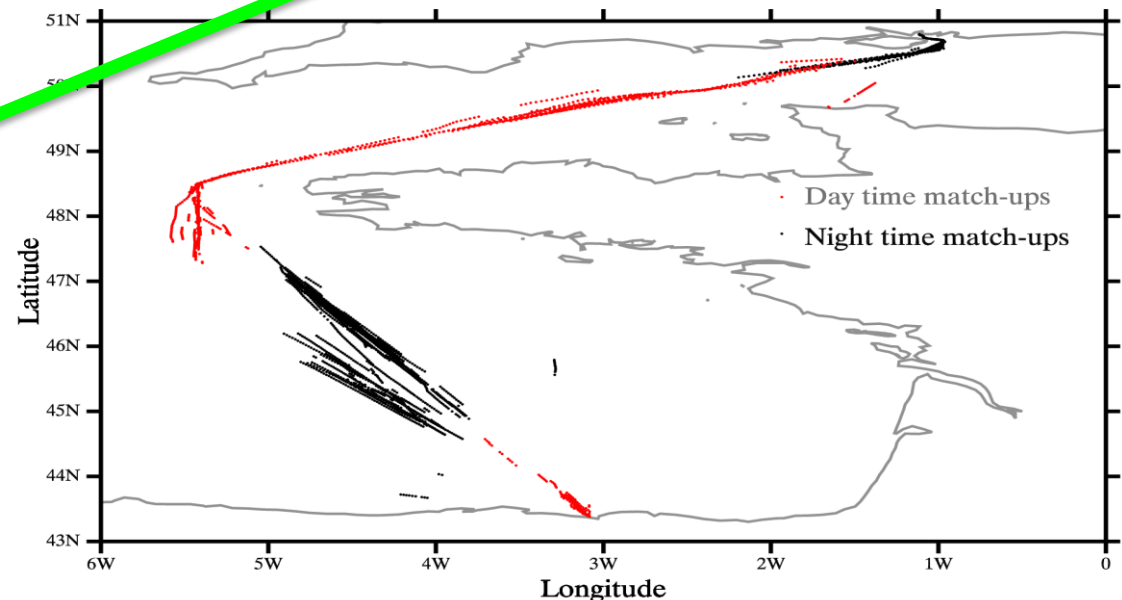 51N
49N
48N
47N
46N
45N
44N
43N
Latitude
Day time match-ups
Night time match-ups
6W 5W 4W 3W 2W 1W 0
Longitude